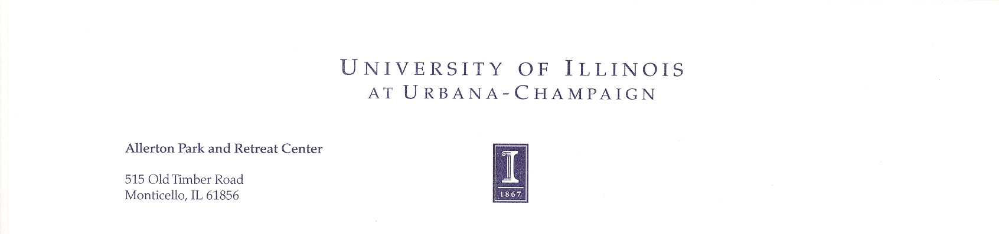 UNIVERSITY OF ILLINOIS
AT URBANA-CHAMPAIGN
Allerton Park and Retreat Center
515 Old Timber Road
Monticello, IL 61856
I
1867